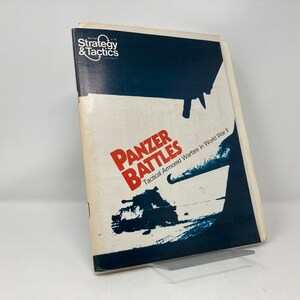 Strategy
&Tactics
PANZER
BATTLES
Tactical Armored Warfare in World War II